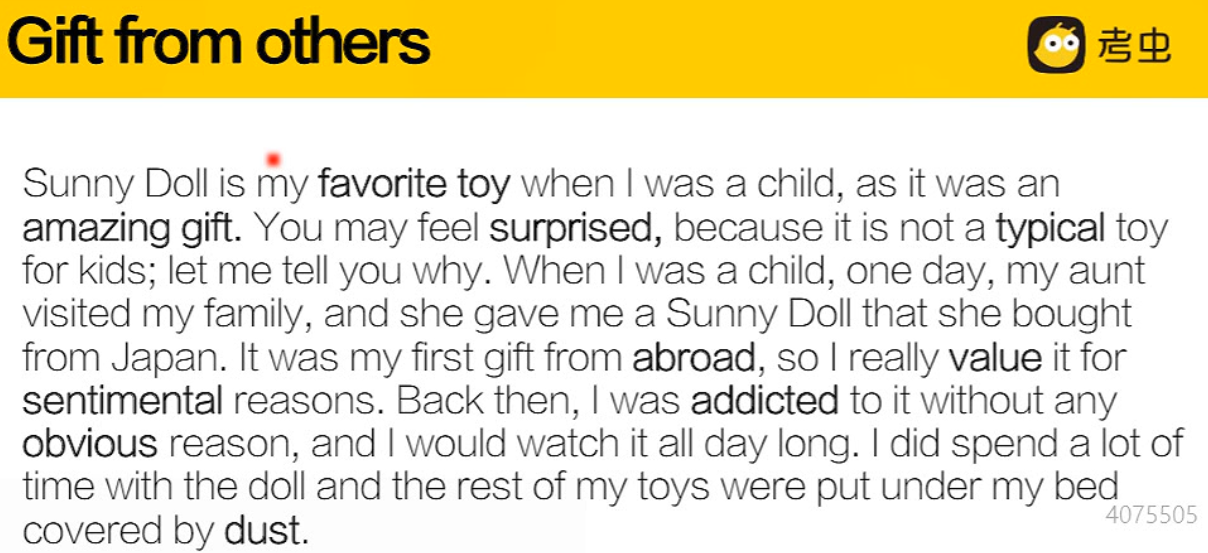 Gift from others
考虫
Sunny Doll is my favorite toy when I was a child, as it was an
amazing gift. You may feel surprised, because it is not a typical toy
for kids; let me tell you why. When I was a child, one day, my aunt
visited my family, and she gave me a Sunny Doll that she bought
from Japan. It was my first gift from abroad, so I really value it for
sentimental reasons. Back then, I was addicted to it without any
obvious reason, and I would watch it all day long. I did spend a lot of
time with the doll and the rest of my toys were put under my bed
covered by dust.
4075505